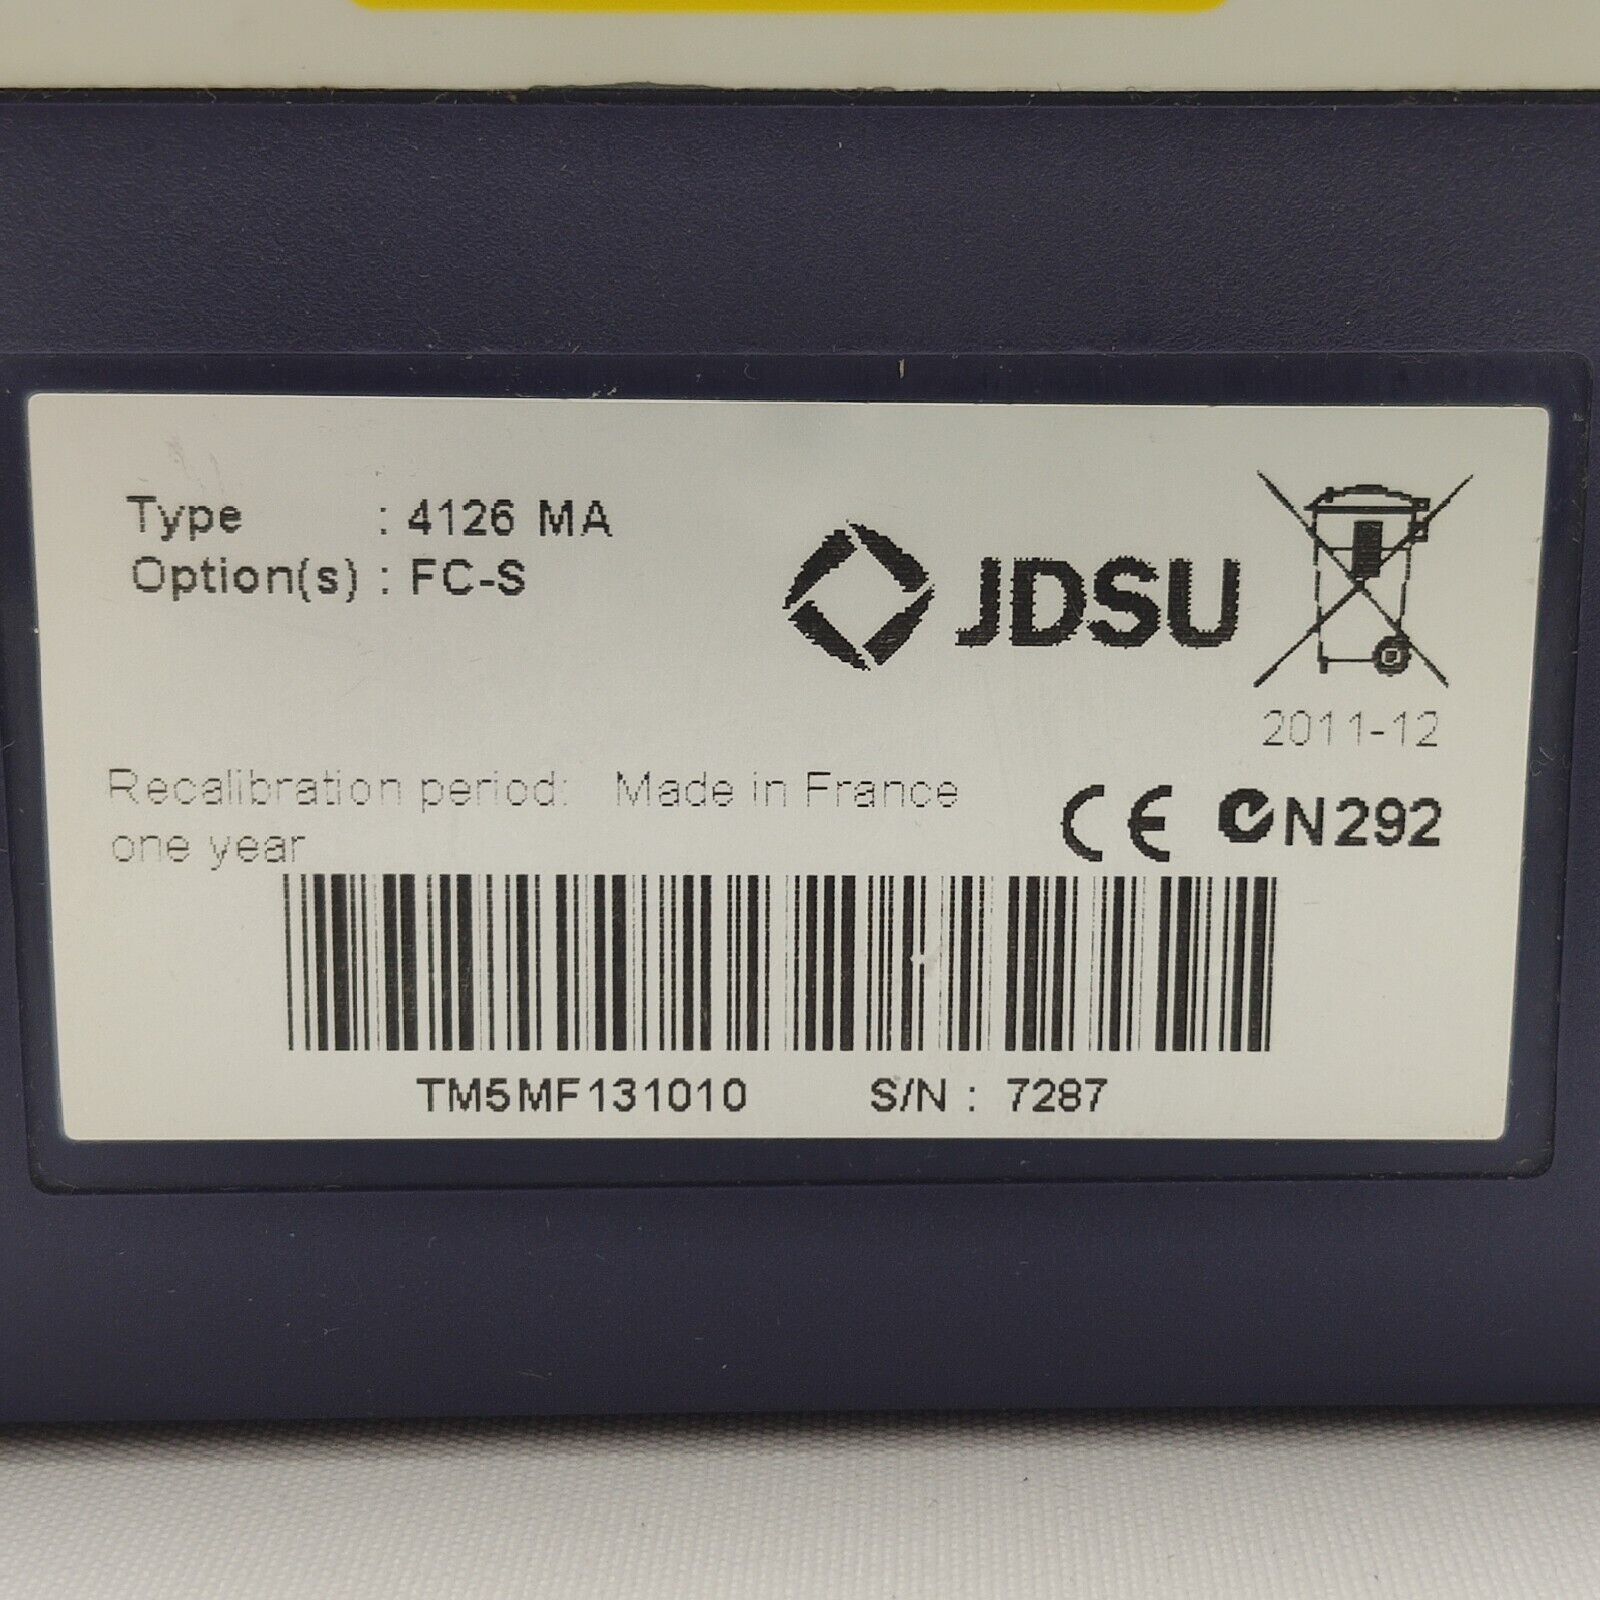 Type : 4126 MA
Option(s) : FC-S
JDSU
2011-12
Recalibration period: Made in France
one year
CE N292
TM5MF131010 S/N : 7287